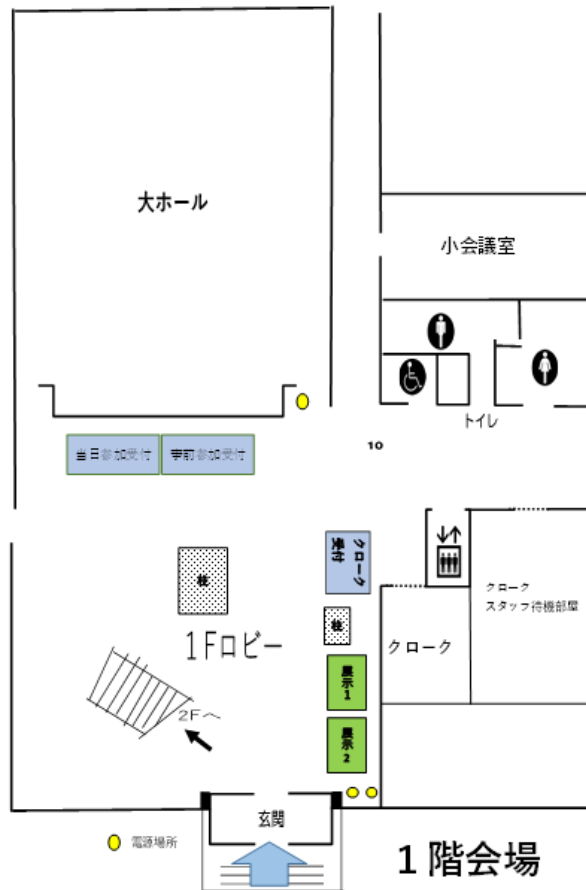 大ホール
小会議室
トイレ
10
当日参加受付
事前参加受付
クローク
受付
柱
柱
クローク
スタッフ待機部屋
クローク
1Fロビー
展示1
2Fへ
展示2
玄関
電源場所
1階会場